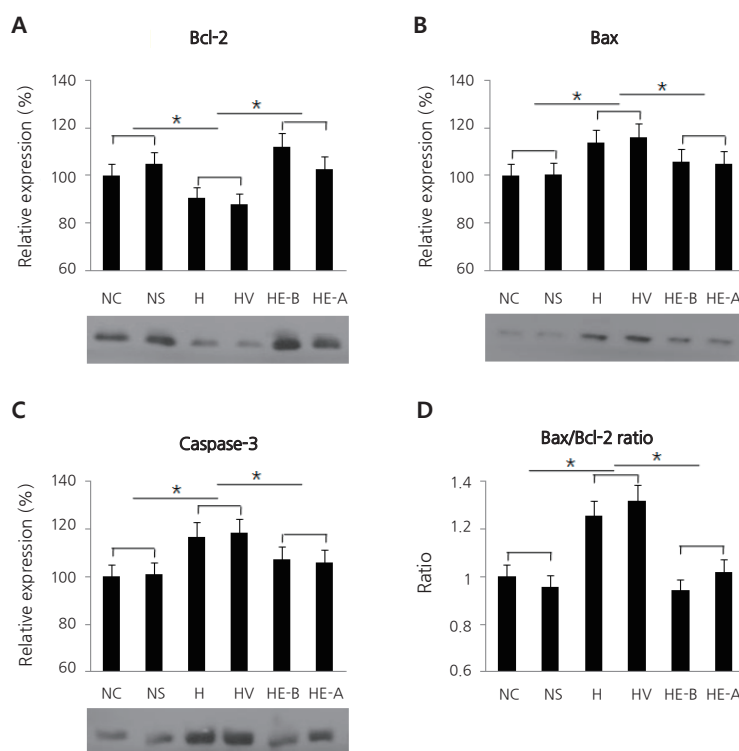 A
Bcl-2
Relative expression (%)
140
120
100
80
60
*
*
NC NS H HV HE-B HE-A
B
Bax
Relative expression (%)
140
120
100
80
60
*
*
NC NS H HV HE-B HE-A
C
Caspase-3
Relative expression (%)
140
120
100
80
60
*
*
NC NS H HV HE-B HE-A
D
Bax/Bcl-2 ratio
Ratio
1.4
1.2
1
0.8
0.6
*
*
NC NS H HV HE-B HE-A